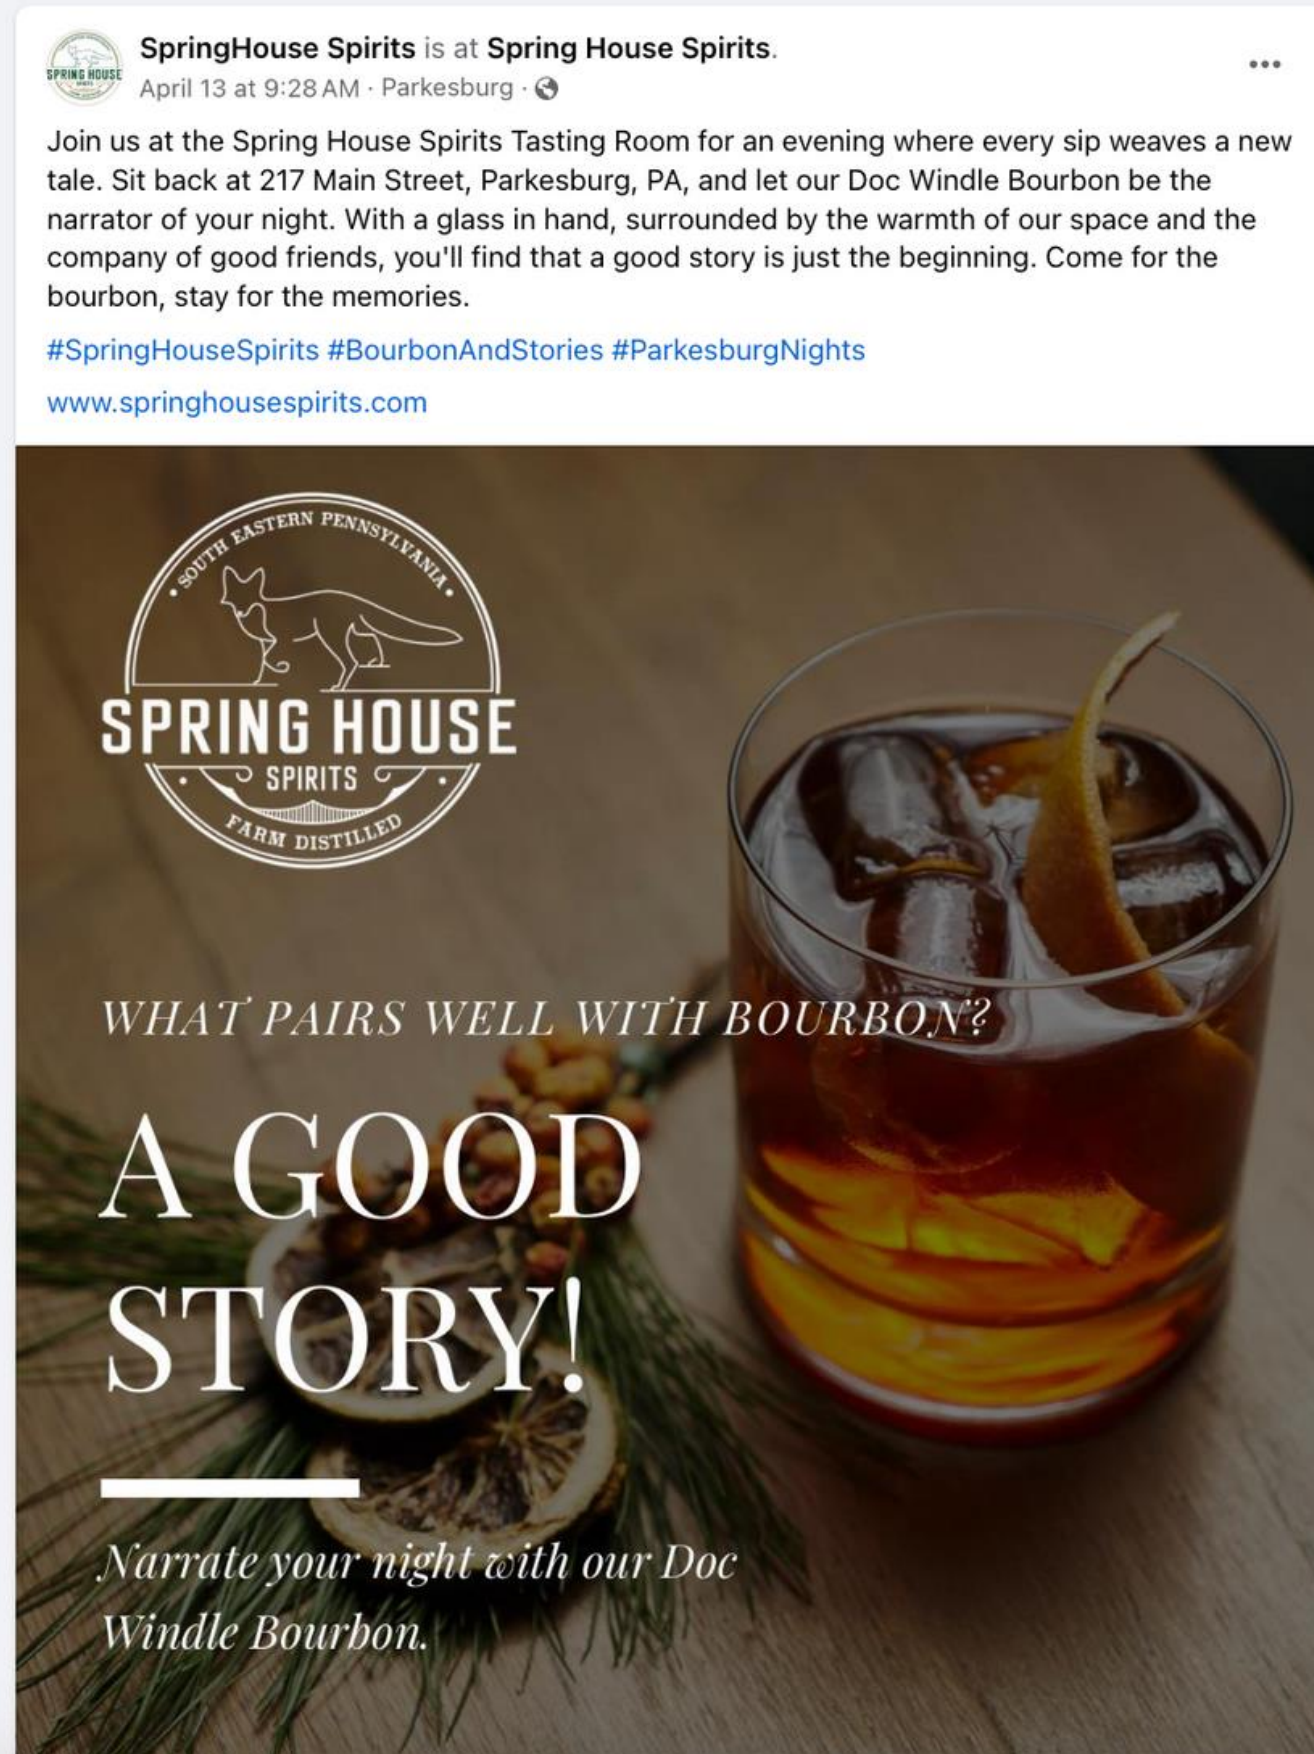 SpringHouse Spirits is at Spring House Spirits.
April 13 at 9:28 AM · Parkesburg ·
SPRING HOUSE
Join us at the Spring House Spirits Tasting Room for an evening where every sip weaves a new
tale. Sit back at 217 Main Street, Parkesburg, PA, and let our Doc Windle Bourbon be the
narrator of your night. With a glass in hand, surrounded by the warmth of our space and the
company of good friends, you'll find that a good story is just the beginning. Come for the
bourbon, stay for the memories.
#SpringHouseSpirits #BourbonAndStories #ParkesburgNights
www.springhousespirits.com
• SOUTH EASTERN PENNSYLVANIA •
SPRING HOUSE
SPIRITS
FARM DISTILLED
WHAT PAIRS WELL WITH BOURBON?
A GOOD
STORY!
Narrate your night with our Doc
Windle Bourbon.